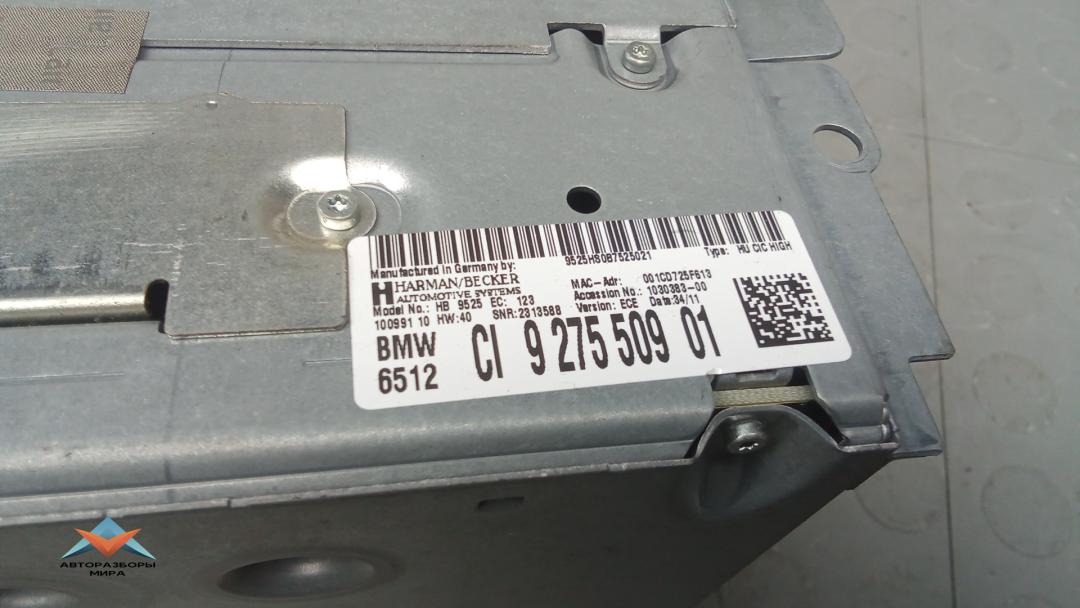 9525HS0B7525021
Type: HU CIC HIGH
Manufactured in Germany by:
HARMAN/BECKER
AUTOMOTIVE SYSTEMS
MAC-Adr: 001CD725F613
Accession No.: 1030383-00
Model No.: HB 9525 EC: 123
Version: ECE Data:34/11
100991 10 HW:40 SNR:2313588
BMW
6512
CI 9 275 509 01
АВТОРАЗБОРЫ
МИРА